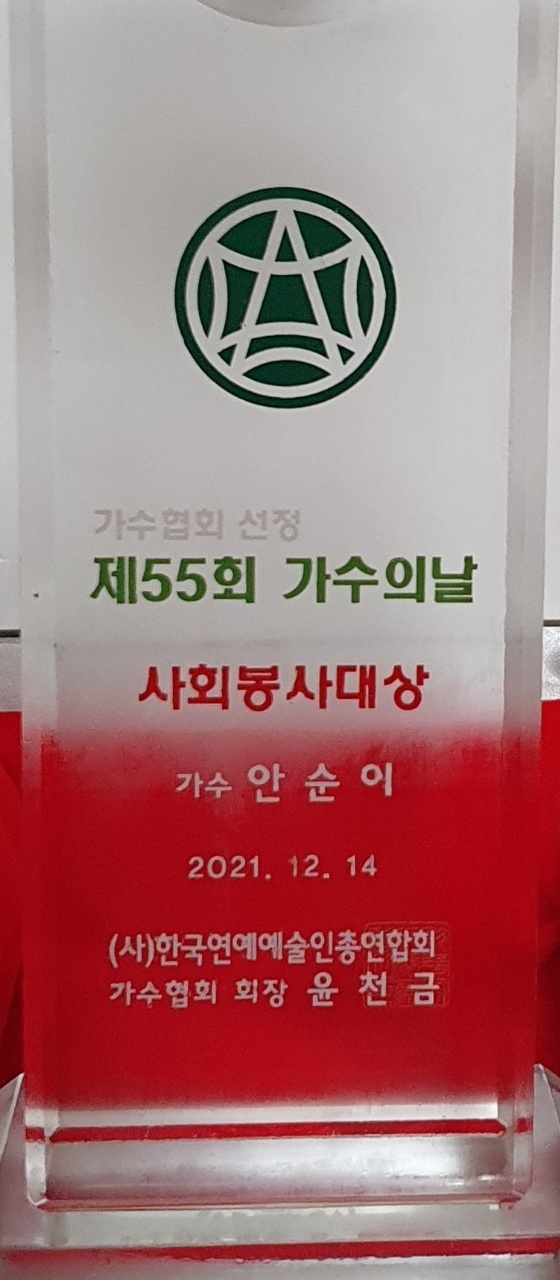 가수협회 선정
제55회 가수의날
사회봉사대상
가수 안 순 이
2021. 12. 14
(사)한국연예예술인총연합회
가수협회 회장 윤 천 금